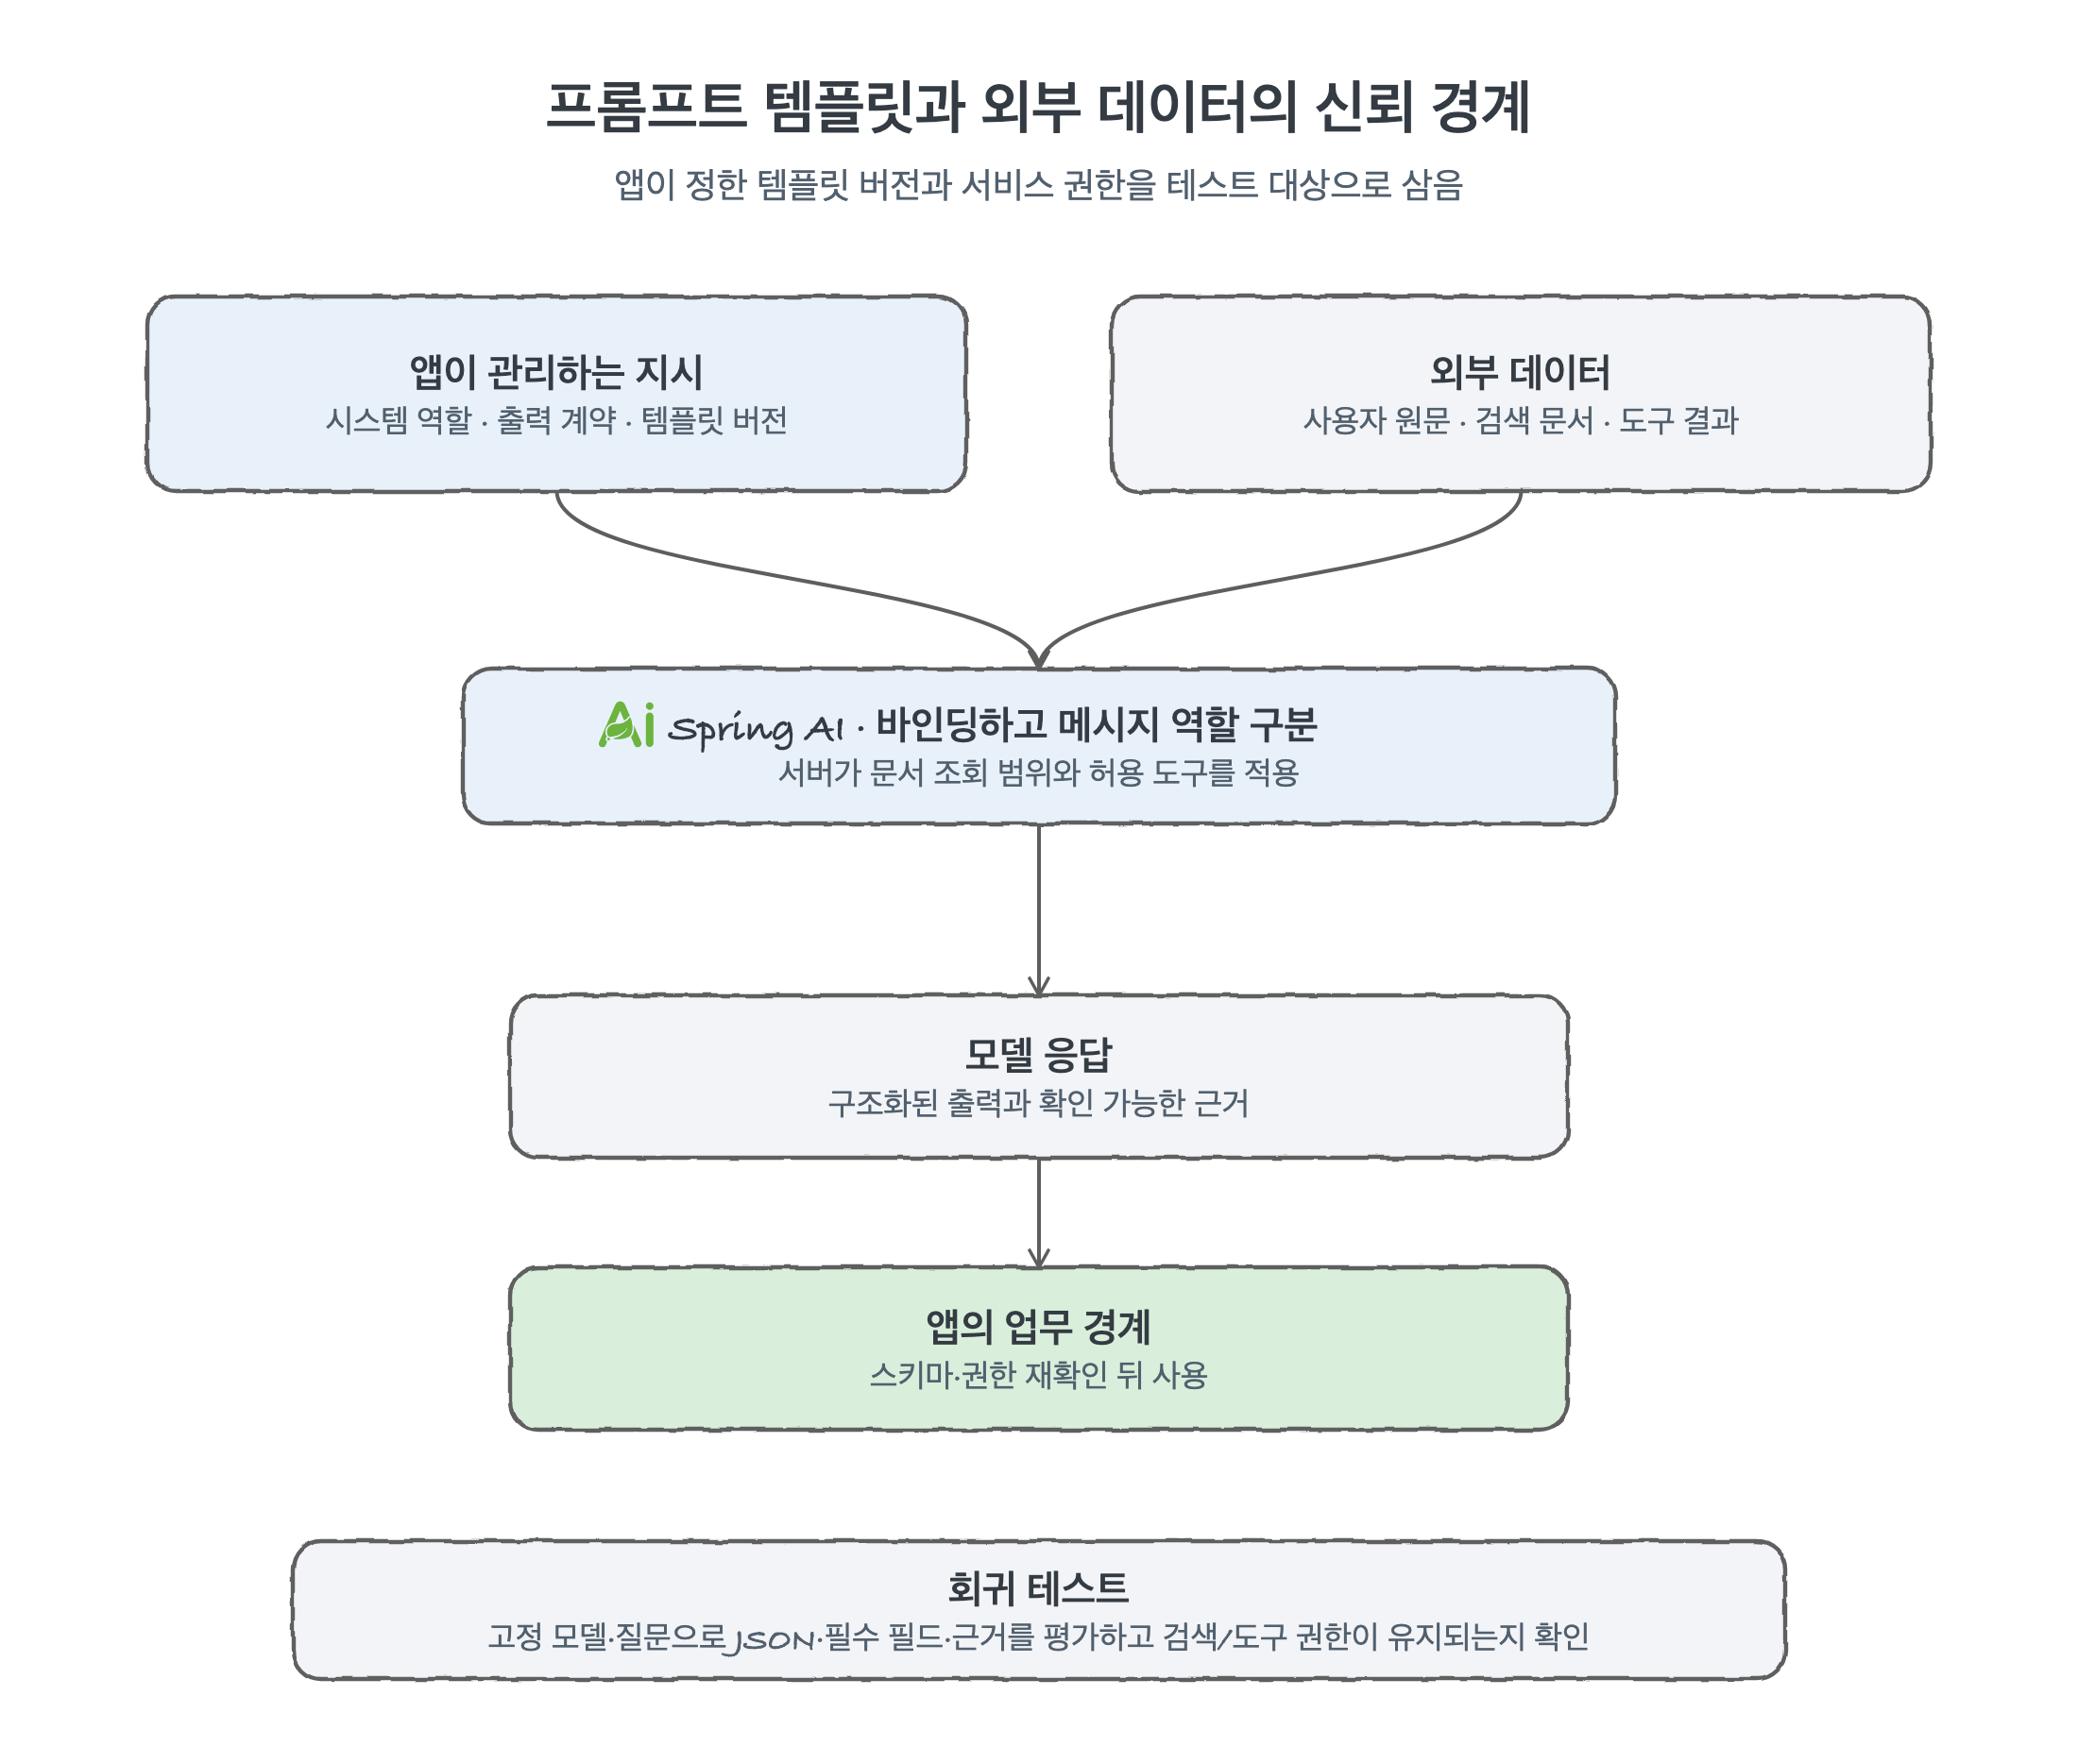 프롬프트 템플릿과 외부 데이터의 신뢰 경계
앱이 정한 템플릿 버전과 서비스 권한을 테스트 대상으로 삼음
앱이 관리하는 지시
시스템 역할 · 출력 계약 · 템플릿 버전
외부 데이터
사용자 원문 · 검색 문서 · 도구 결과
Ai Spring AI · 바인딩하고 메시지 역할 구분
서버가 문서 조회 범위와 허용 도구를 적용
모델 응답
구조화된 출력과 확인 가능한 근거
앱의 업무 경계
스키마·권한 재확인 뒤 사용
회귀 테스트
고정 모델·질문으로 JSON·필수 필드·근거를 평가하고 검색/도구 권한이 유지되는지 확인